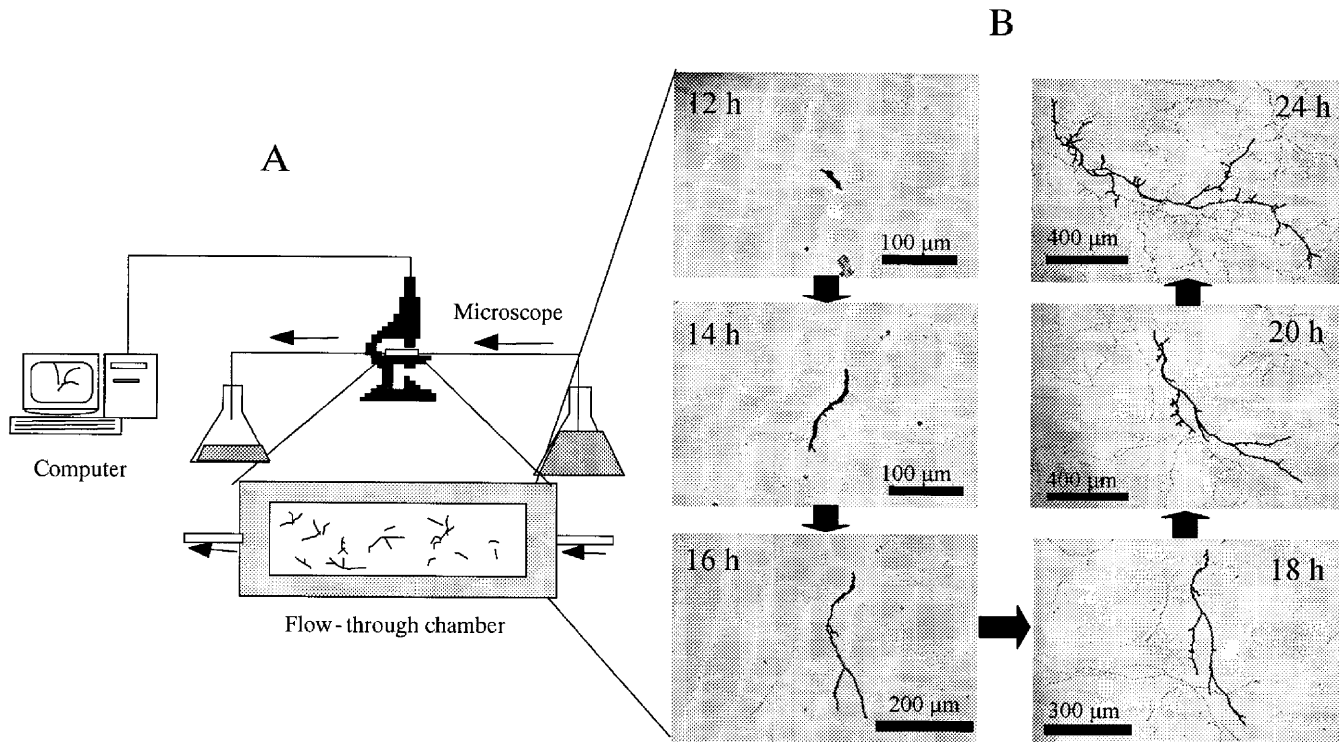 A
Microscope
Computer
Flow-through chamber
B
12 h
100 μm
14 h
100 μm
16 h
200 μm
18 h
300 μm
20 h
400 μm
24 h
400 μm